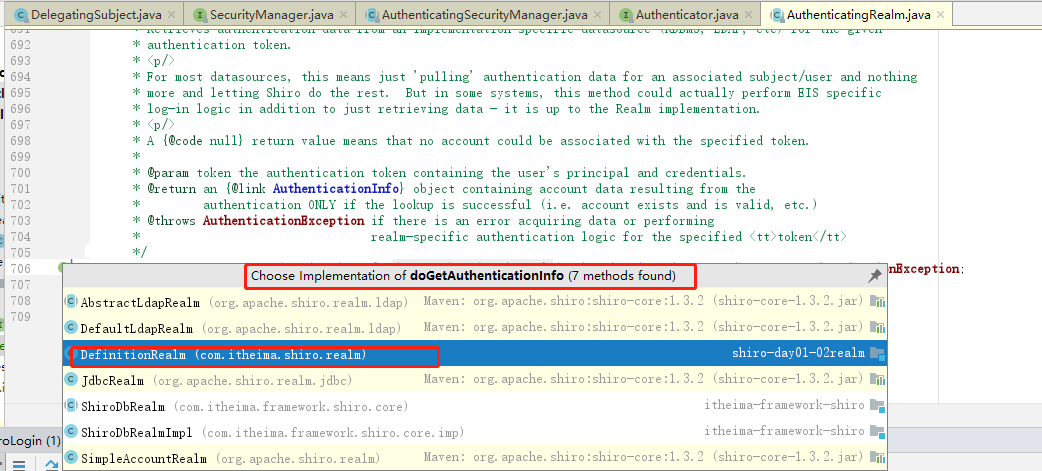 DelegatingSubject.java
SecurityManager.java
AuthenticatingSecurityManager.java
Authenticator.java
AuthenticatingRealm.java
691 * Retrieves authentication data from an implementation-specific datasource (RDBMS, LDAP, etc) for the given
692 * authentication token.
693 * <p/>
694 * For most datasources, this means just 'pulling' authentication data for an associated subject/user and nothing
695 * more and letting Shiro do the rest. But in some systems, this method could actually perform EIS specific
696 * log-in logic in addition to just retrieving data - it is up to the Realm implementation.
697 * <p/>
698 * A {@code null} return value means that no account could be associated with the specified token.
699 *
700 * @param token the authentication token containing the user's principal and credentials.
701 * @return an {@link AuthenticationInfo} object containing account data resulting from the
702 * authentication ONLY if the lookup is successful (i.e. account exists and is valid, etc.)
703 * @throws AuthenticationException if there is an error acquiring data or performing
704 * realm-specific authentication logic for the specified <tt>token</tt>
705 */
706 onException;
707
708
709
Choose Implementation of doGetAuthenticationInfo (7 methods found)
AbstractLdapRealm (org.apache.shiro.realm.ldap) Maven: org.apache.shiro:shiro-core:1.3.2 (shiro-core-1.3.2.jar)
DefaultLdapRealm (org.apache.shiro.realm.ldap) Maven: org.apache.shiro:shiro-core:1.3.2 (shiro-core-1.3.2.jar)
DefinitionRealm (com.itheima.shiro.realm) shiro-day01-02realm
JdbcRealm (org.apache.shiro.realm.jdbc) Maven: org.apache.shiro:shiro-core:1.3.2 (shiro-core-1.3.2.jar)
ShiroDbRealm (com.itheima.framework.shiro.core) itheima-framework-shiro
ShiroDbRealmImpl (com.itheima.framework.shiro.core.imp) itheima-framework-shiro
SimpleAccountRealm (org.apache.shiro.realm) Maven: org.apache.shiro:shiro-core:1.3.2 (shiro-core-1.3.2.jar)
roLogin (1)